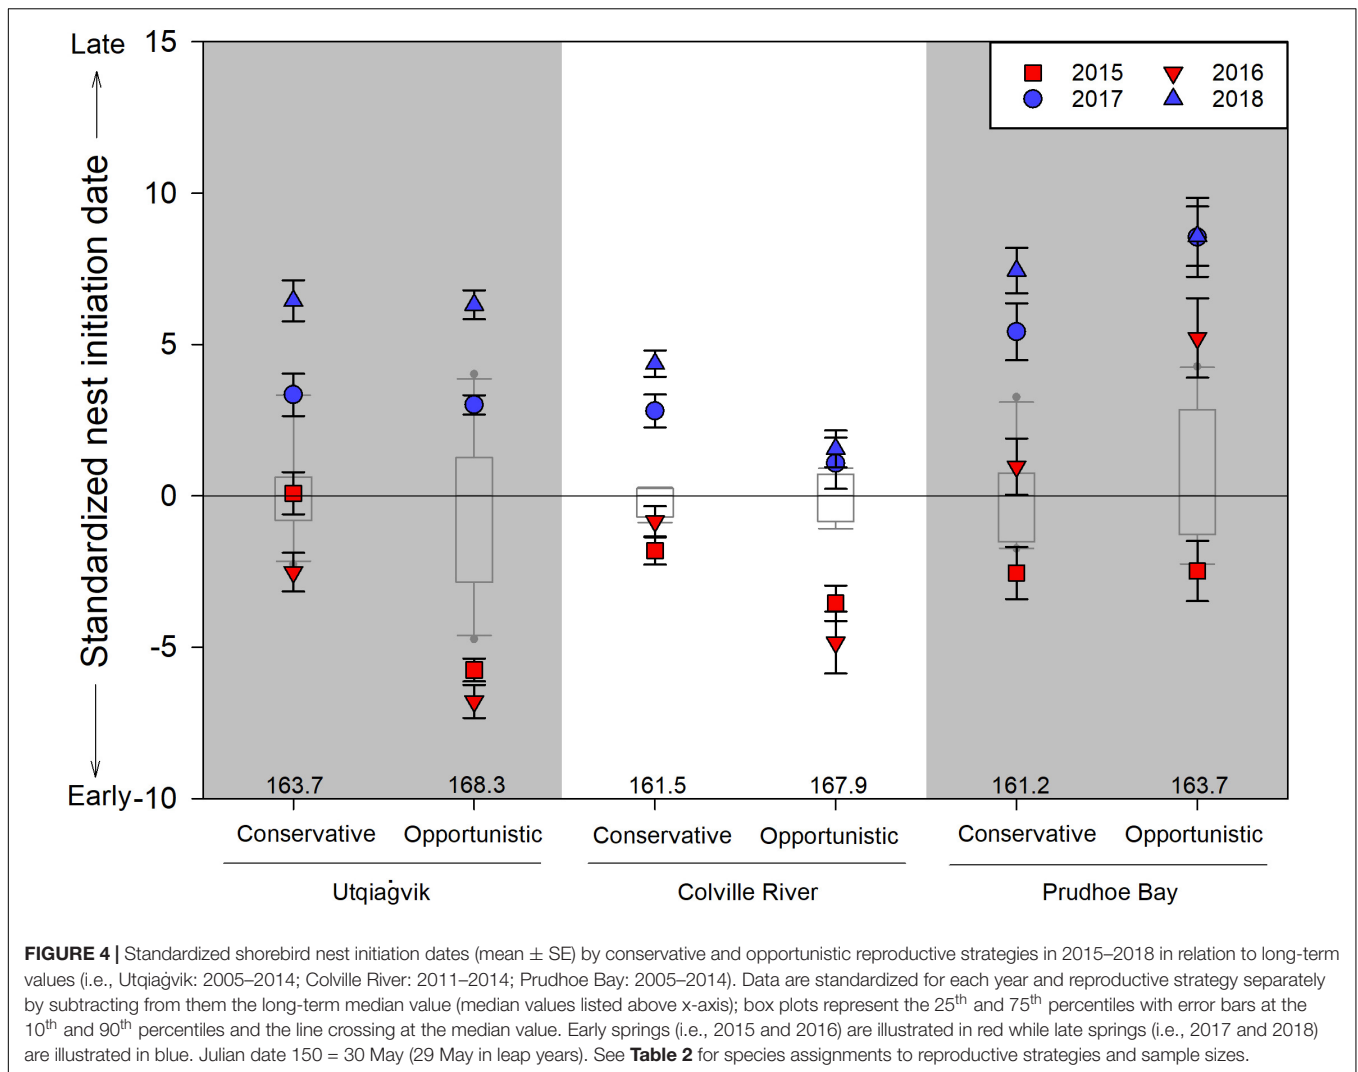 Late 15
2015 2016
2017 2018
10
5
0
-5
Early -10
Standardized nest initiation date
163.7 168.3 161.5 167.9 161.2 163.7
Conservative Opportunistic Conservative Opportunistic Conservative Opportunistic
Utqiaġvik Colville River Prudhoe Bay
FIGURE 4 | Standardized shorebird nest initiation dates (mean ± SE) by conservative and opportunistic reproductive strategies in 2015–2018 in relation to long-term
values (i.e., Utqiaġvik: 2005–2014; Colville River: 2011–2014; Prudhoe Bay: 2005–2014). Data are standardized for each year and reproductive strategy separately
by subtracting from them the long-term median value (median values listed above x-axis); box plots represent the 25th and 75th percentiles with error bars at the
10th and 90th percentiles and the line crossing at the median value. Early springs (i.e., 2015 and 2016) are illustrated in red while late springs (i.e., 2017 and 2018)
are illustrated in blue. Julian date 150 = 30 May (29 May in leap years). See Table 2 for species assignments to reproductive strategies and sample sizes.